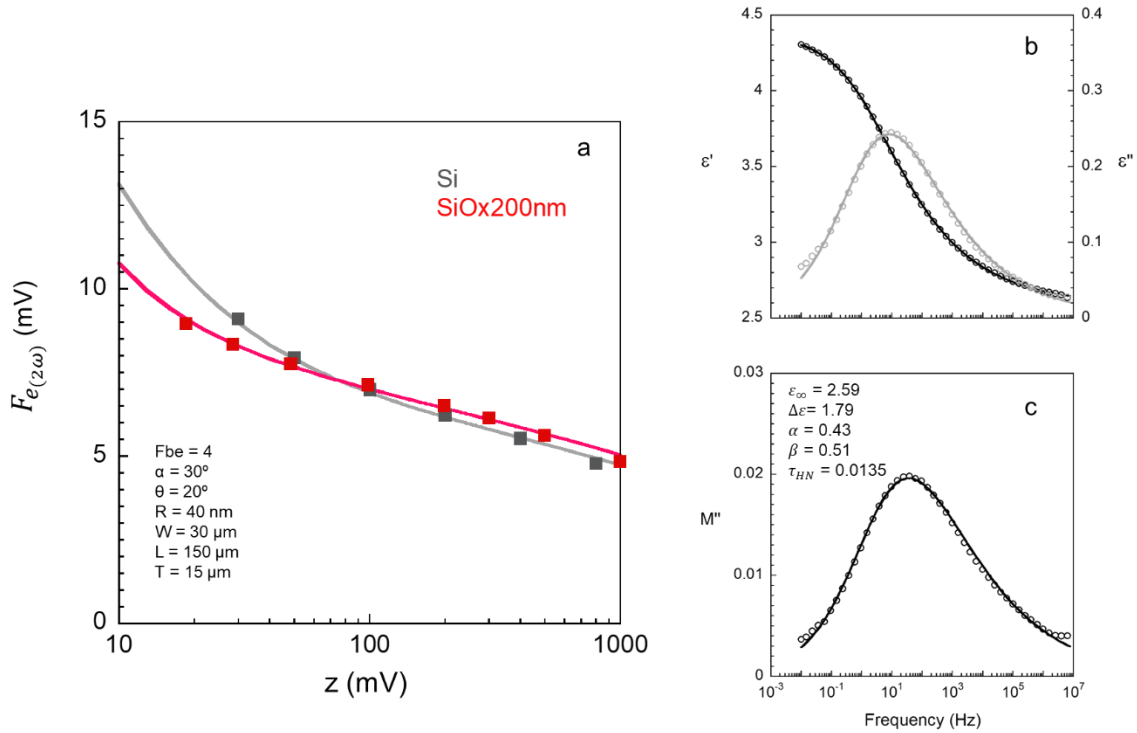 a
15
10
5
0
F_{e(2ω)} (mV)
Si
SiOx200nm
Fbe = 4
α = 30º
θ = 20º
R = 40 nm
W = 30 µm
L = 150 µm
T = 15 µm
10
100
1000
z (mV)
b
4.5
4
3.5
3
2.5
ε'
0.4
0.3
0.2
0.1
0
ε"
c
0.03
0.02
0.01
0
M"
ε∞ = 2.59
Δε = 1.79
α = 0.43
β = 0.51
τ_{HN} = 0.0135
10⁻³
10⁻¹
10¹
10³
10⁵
10⁷
Frequency (Hz)